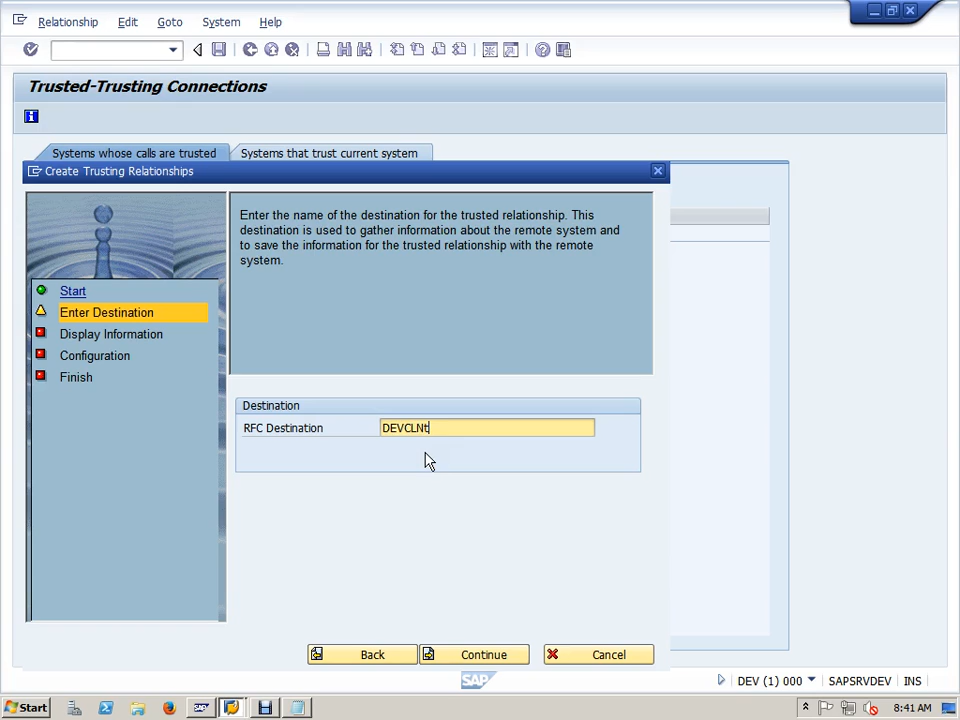 Relationship Edit Goto System Help
Trusted-Trusting Connections
Systems whose calls are trusted Systems that trust current system
Create Trusting Relationships
Enter the name of the destination for the trusted relationship. This
destination is used to gather information about the remote system and
to save the information for the trusted relationship with the remote
system.
Start
Enter Destination
Display Information
Configuration
Finish
Destination
RFC Destination DEVCLNt
Back Continue Cancel
SAP
DEV (1) 000 SAPSRVDEV INS
Start 8:41 AM